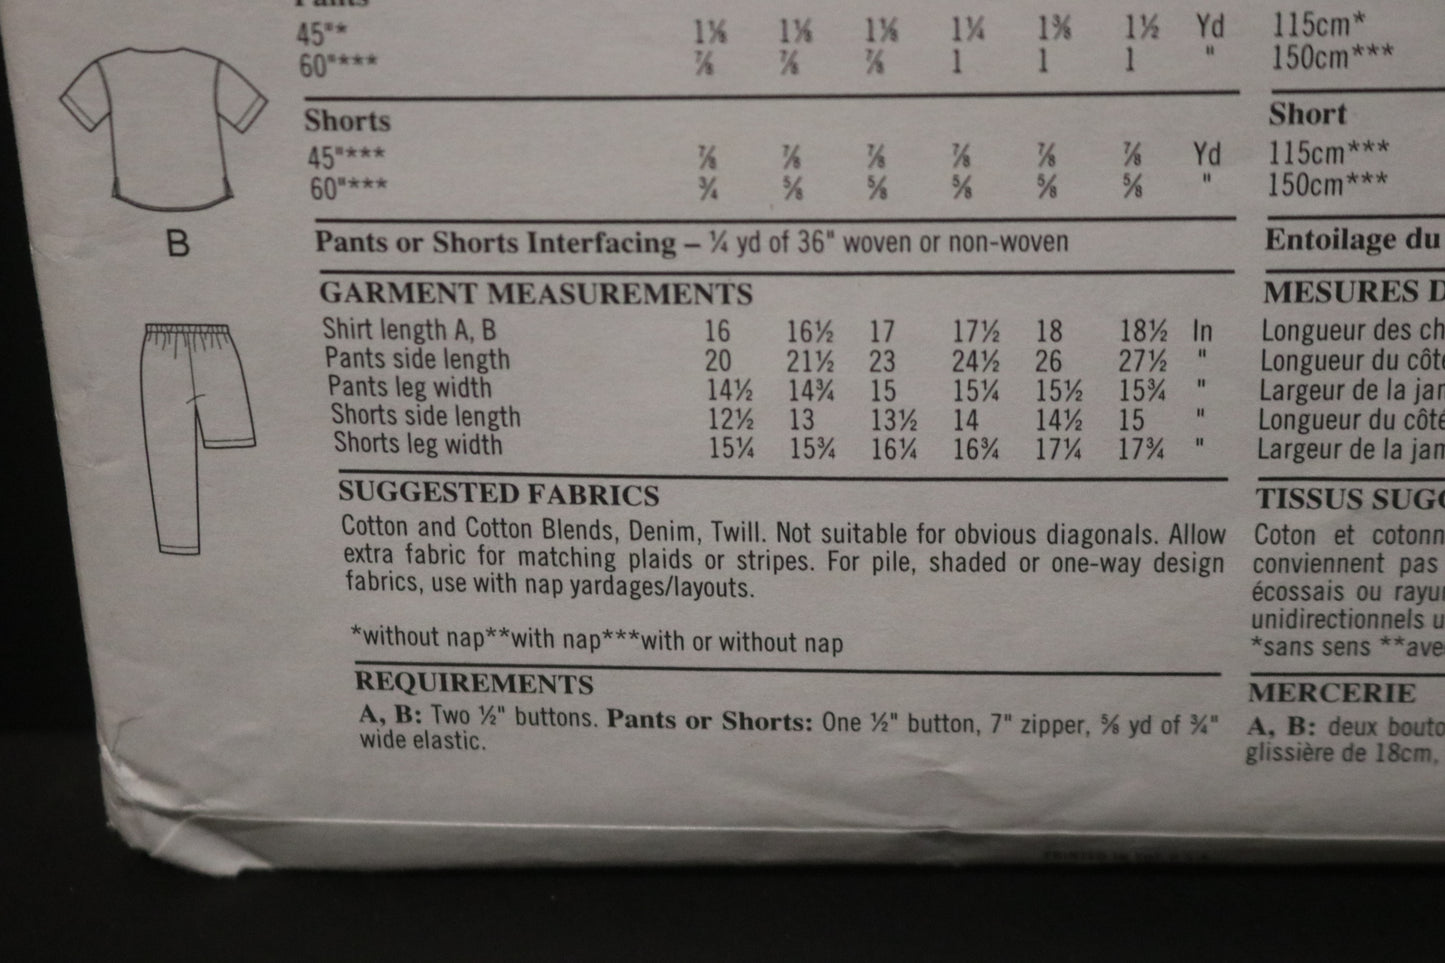 Pants
45"* 1⅛ 1⅛ 1⅛ 1¼ 1⅜ 1½ Yd
60"*** ⅞ ⅞ ⅞ 1 1 1 "
Shorts
45"*** ⅞ ⅞ ⅞ ⅞ ⅞ ⅞ Yd
60"*** ¾ ⅝ ⅝ ⅝ ⅝ ⅝ "
Pants or Shorts Interfacing – ¼ yd of 36" woven or non-woven
GARMENT MEASUREMENTS
Shirt length A, B 16 16½ 17 17½ 18 18½ In
Pants side length 20 21½ 23 24½ 26 27½ "
Pants leg width 14½ 14¾ 15 15¼ 15½ 15¾ "
Shorts side length 12½ 13 13½ 14 14½ 15 "
Shorts leg width 15¼ 15¾ 16¼ 16¾ 17¼ 17¾ "
SUGGESTED FABRICS
Cotton and Cotton Blends, Denim, Twill. Not suitable for obvious diagonals. Allow
extra fabric for matching plaids or stripes. For pile, shaded or one-way design
fabrics, use with nap yardages/layouts.
*without nap**with nap***with or without nap
REQUIREMENTS
A, B: Two ½" buttons. Pants or Shorts: One ½" button, 7" zipper, ⅝ yd of ¾"
wide elastic.
B
115cm*
150cm***
Short
115cm***
150cm***
Entoilage du
MESURES D
Longueur des ch
Longueur du côté
Largeur de la jam
Longueur du côté
Largeur de la jam
TISSUS SUGG
Coton et cotonn
conviennent pas
écossais ou rayu
unidirectionnels u
*sans sens **ave
MERCERIE
A, B: deux bouto
glissière de 18cm,